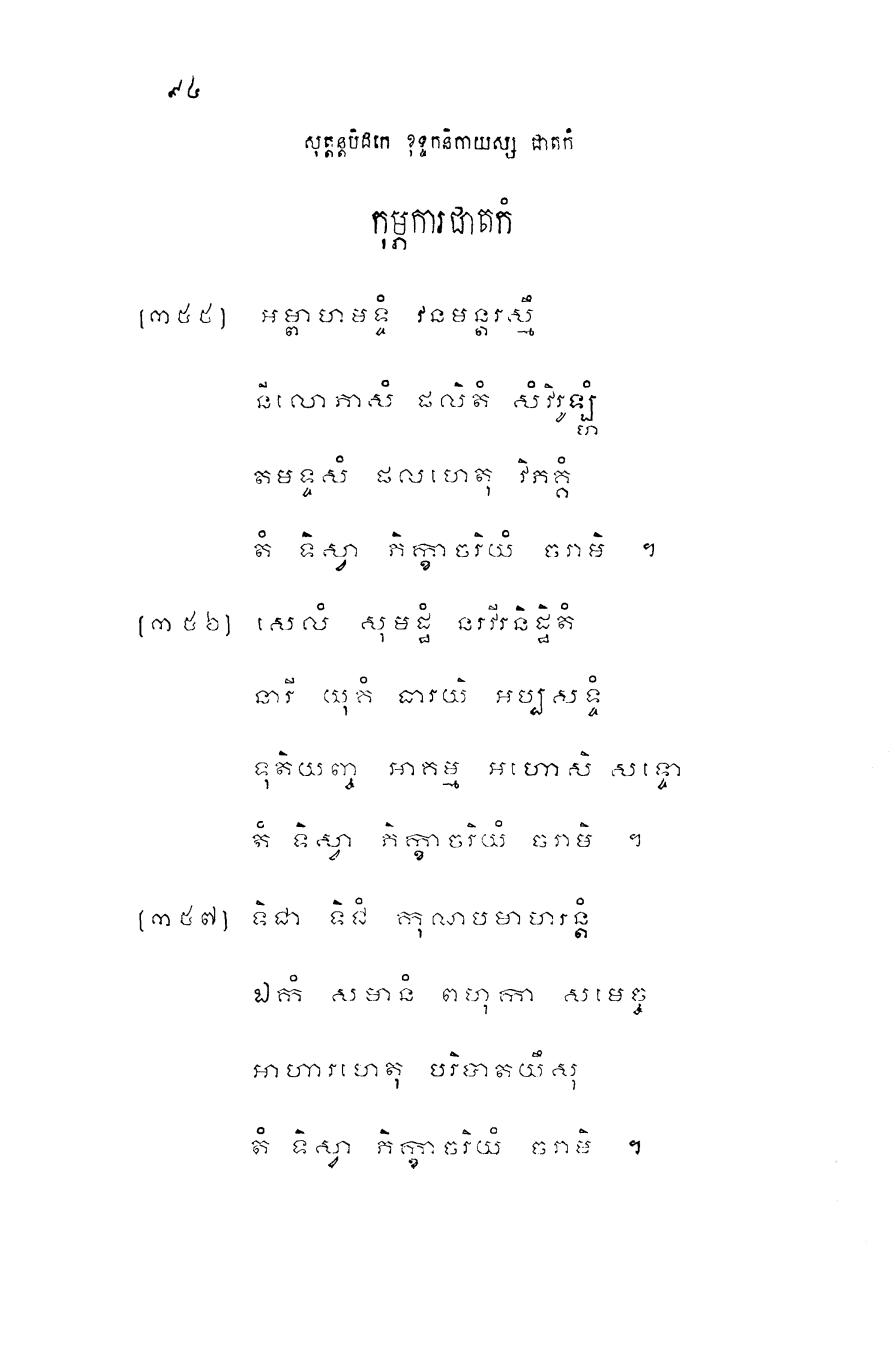 ៩៤
សុត្តន្តបិដកេ ខុទ្ទកនិកាយស្ស ជាតកំ
កុម្ភការជាតកំ
(៣៥៥) អម្ពាហមទ្ទំ វនមន្តរស្មឹ
នីលោភាសំ ផលិតំ សំវិរូឡ្ហំ
តមទ្ទសំ ផលហេតុ វិភគ្គំ
តំ ទិស្វា ភិក្ខាចរិយំ ចរាមិ ។
(៣៥៦) សេលំ សុមដ្ឋំ នរវីរនិដ្ឋិតំ
នារី យុគំ ធារយិ អប្បសទ្ទំ
ទុតិយញ្ច អាគម្ម អហោសិ សទ្ទោ
តំ ទិស្វា ភិក្ខាចរិយំ ចរាមិ ។
(៣៥៧) ទិជា ទិជំ កុណបមាហរន្តំ
ឯកំ សមានំ ពហុកា សមេច្ច
អាហារហេតុ បរិបាតយឹសុ
តំ ទិស្វា ភិក្ខាចរិយំ ចរាមិ ។